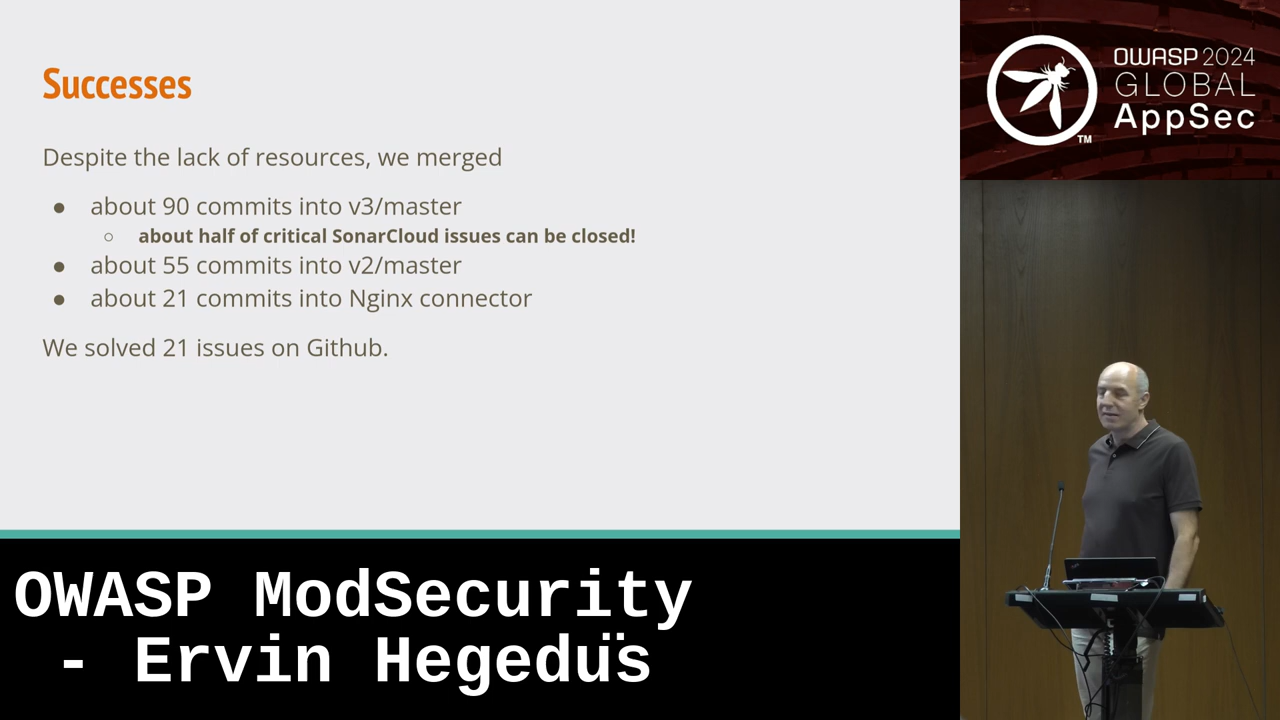 Successes
Despite the lack of resources, we merged
● about 90 commits into v3/master
○ about half of critical SonarCloud issues can be closed!
● about 55 commits into v2/master
● about 21 commits into Nginx connector
We solved 21 issues on Github.
OWASP ModSecurity
- Ervin Hegedüs
OWASP 2024
GLOBAL
AppSec
TM